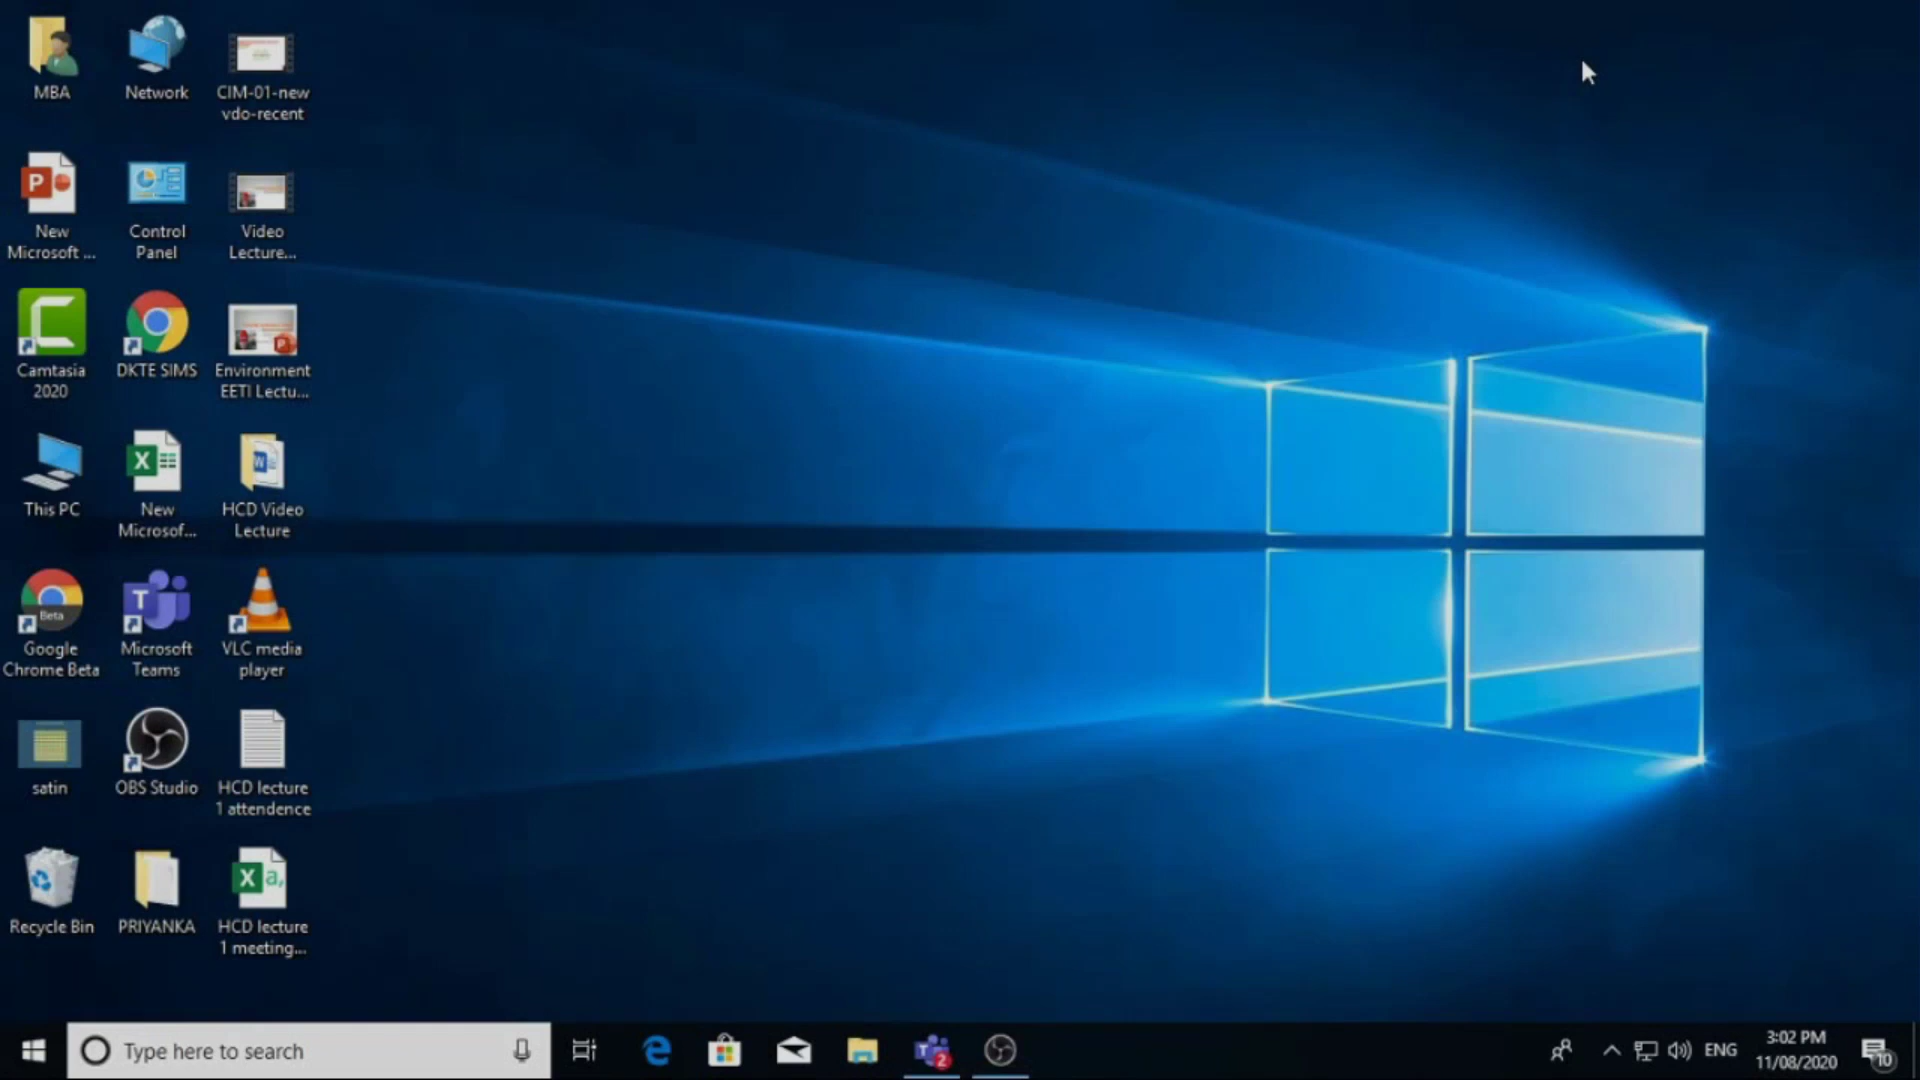 MBA
Network
CIM-01-new
vdo-recent
New
Microsoft ...
Control
Panel
Video
Lecture...
Camtasia
2020
DKTE SIMS
Environment
EETI Lectu...
This PC
New
Microsof...
HCD Video
Lecture
Beta
Google
Chrome Beta
Microsoft
Teams
VLC media
player
satin
OBS Studio
HCD lecture
1 attendence
Recycle Bin
PRIYANKA
HCD lecture
1 meeting...
Type here to search
2
ENG
3:02 PM
11/08/2020
10